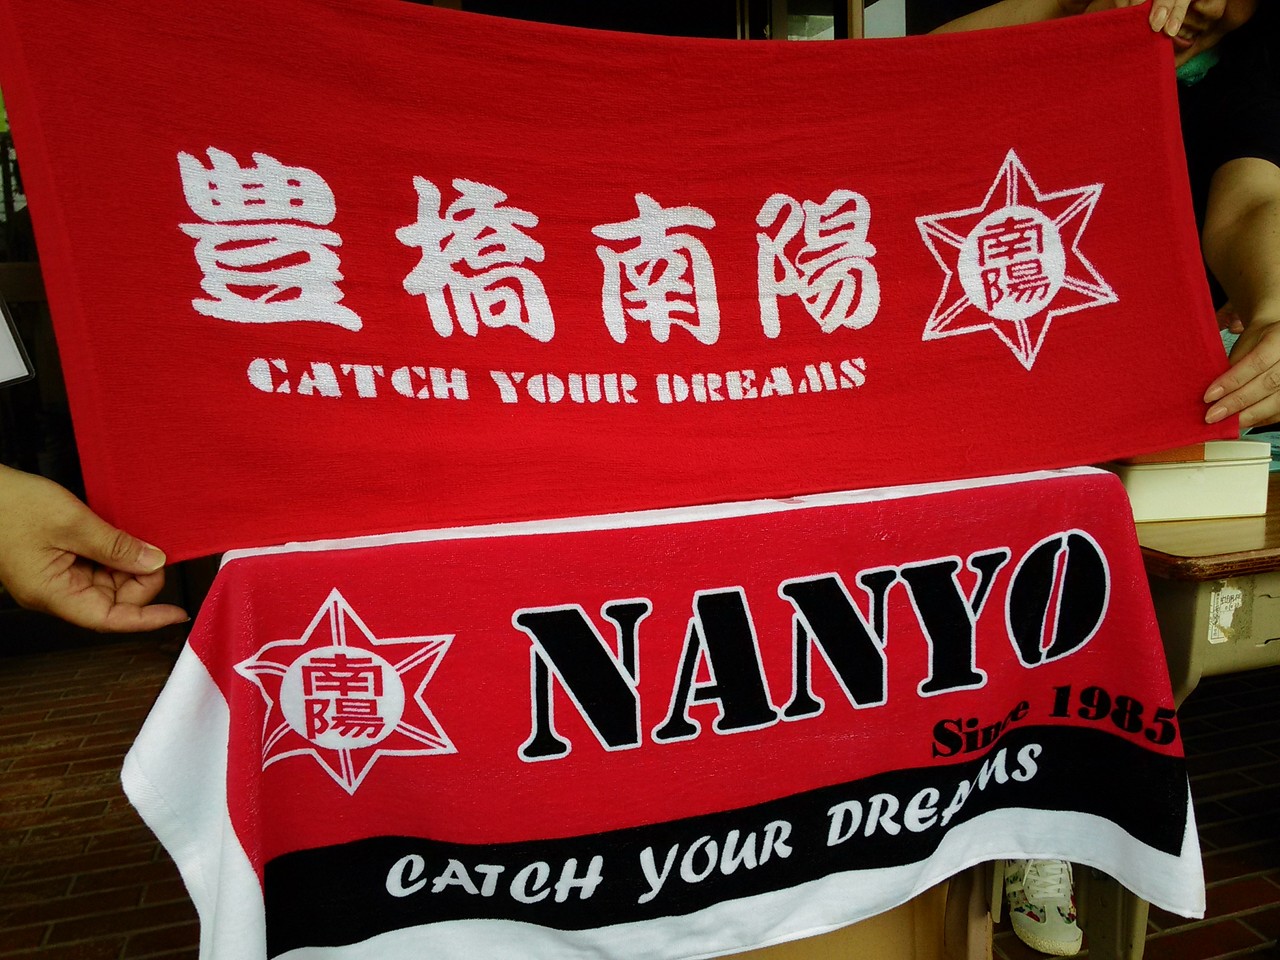 豊橋南陽
南陽
CATCH YOUR DREAMS
南陽
NANYO
Since 1985
CATCH YOUR DREAMS